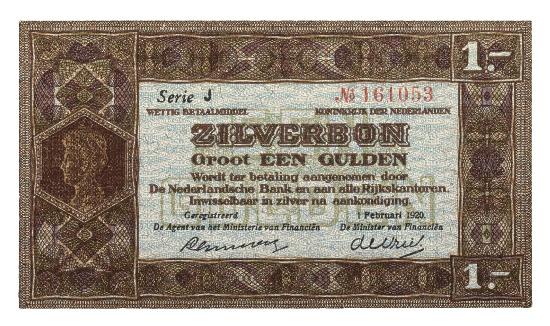 1.-
Serie J № 161053
WETTIG BETAALMIDDEL KONINKRIJK DER NEDERLANDEN
ZILVERBON
Groot EEN GULDEN
Wordt ter betaling aangenomen door
De Nederlandsche Bank en aan alle Rijkskantoren.
Inwisselbaar in zilver na aankondiging.
Geregistreerd 1 Februari 1920.
De Agent van het Ministerie van Financiën De Minister van Financiën
1.-